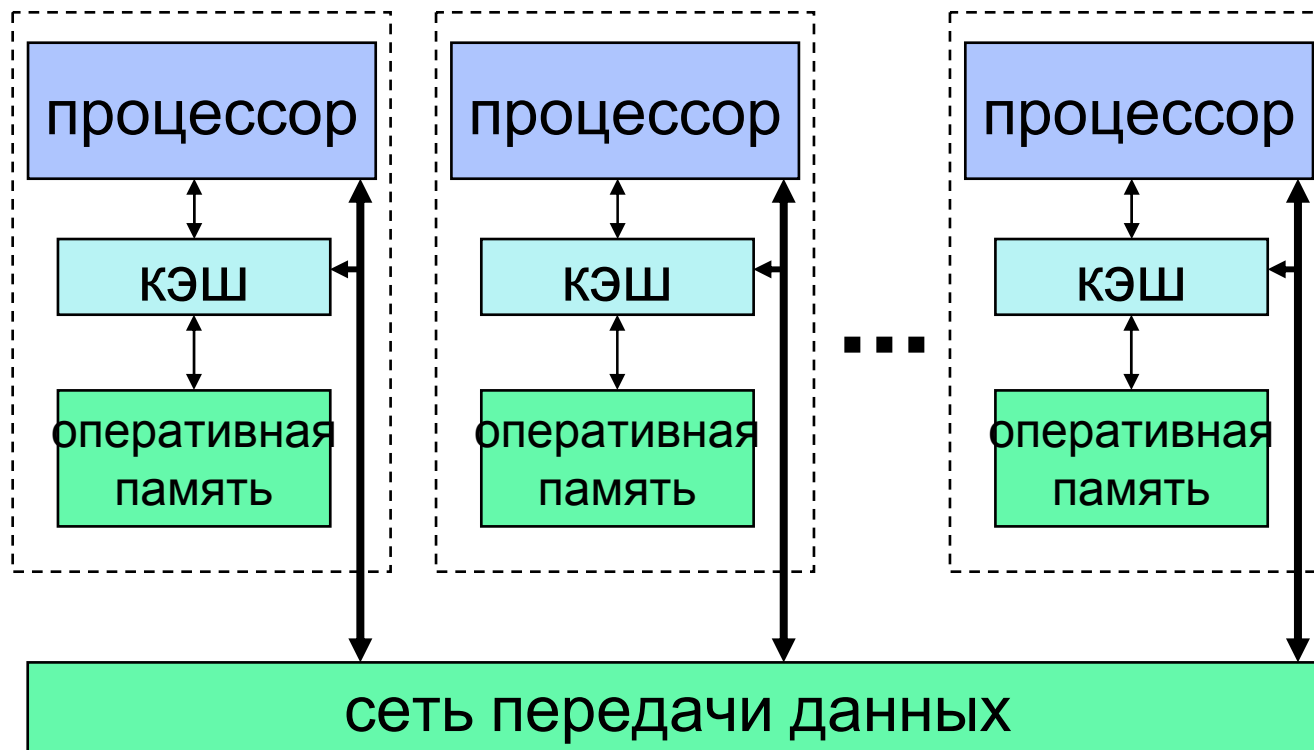 процессор
кэш
оперативная
память
процессор
кэш
оперативная
память
...
процессор
кэш
оперативная
память
сеть передачи данных